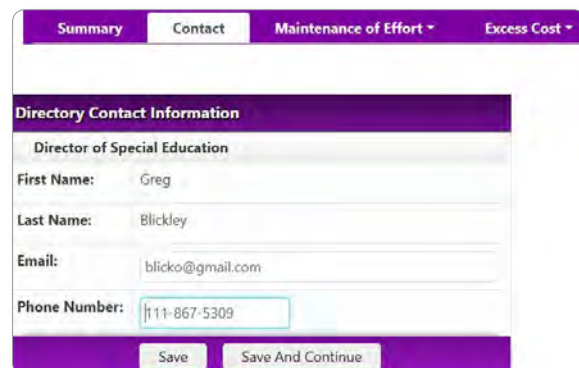 Summary Contact Maintenance of Effort Excess Cost
Directory Contact Information
Director of Special Education
First Name: Greg
Last Name: Blickley
Email: blicko@gmail.com
Phone Number: 111-867-5309
Save Save And Continue